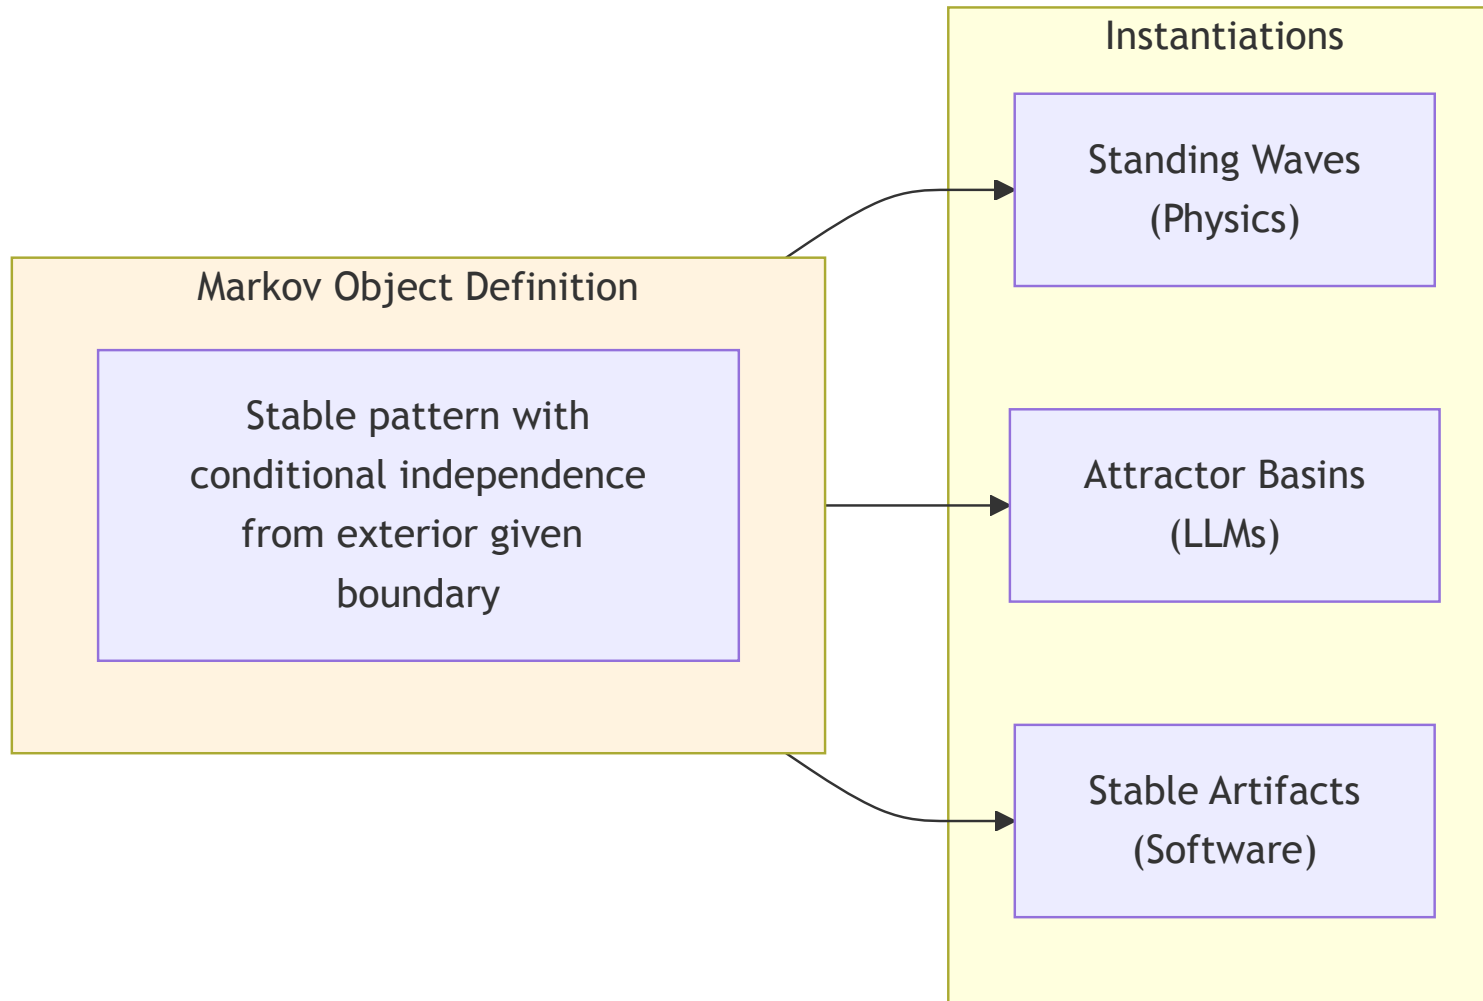 Markov Object Definition
Stable pattern with
conditional independence
from exterior given
boundary
Instantiations
Standing Waves
(Physics)
Attractor Basins
(LLMs)
Stable Artifacts
(Software)